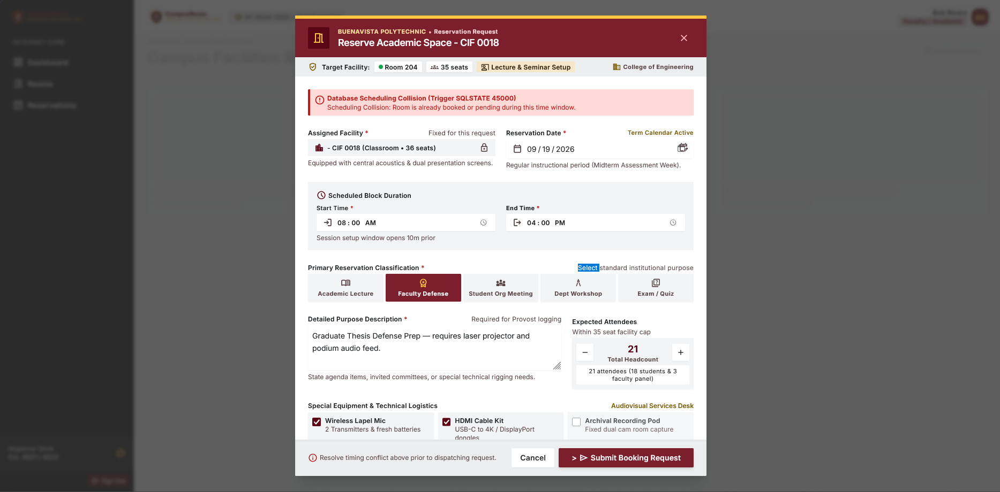 Dashboard
Rooms
Reservations
Sign Out
BUENAVISTA POLYTECHNIC • Reservation Request
Reserve Academic Space - CIF 0018
Target Facility: Room 204 35 seats Lecture & Seminar Setup College of Engineering
Database Scheduling Collision (Trigger SQLSTATE 45000)
Scheduling Collision: Room is already booked or pending during this time window.
Assigned Facility * Fixed for this request
- CIF 0018 (Classroom • 36 seats)
Equipped with central acoustics & dual presentation screens.
Reservation Date * Term Calendar Active
09 / 19 / 2026
Regular instructional period (Midterm Assessment Week).
Scheduled Block Duration
Start Time * End Time *
08 : 00 AM 04 : 00 PM
Session setup window opens 10m prior
Primary Reservation Classification * Select standard institutional purpose
Academic Lecture Faculty Defense Student Org Meeting Dept Workshop Exam / Quiz
Detailed Purpose Description * Required for Provost logging
Graduate Thesis Defense Prep — requires laser projector and
podium audio feed.
State agenda items, invited committees, or special technical rigging needs.
Expected Attendees
Within 35 seat facility cap
− 21 +
Total Headcount
21 attendees (18 students & 3
faculty panel)
Special Equipment & Technical Logistics Audiovisual Services Desk
Wireless Lapel Mic
2 Transmitters & fresh batteries
HDMI Cable Kit
USB-C to 4K / DisplayPort
dongles
Archival Recording Pod
Fixed dual cam room capture
Resolve timing conflict above prior to dispatching request.
Cancel
> Submit Booking Request